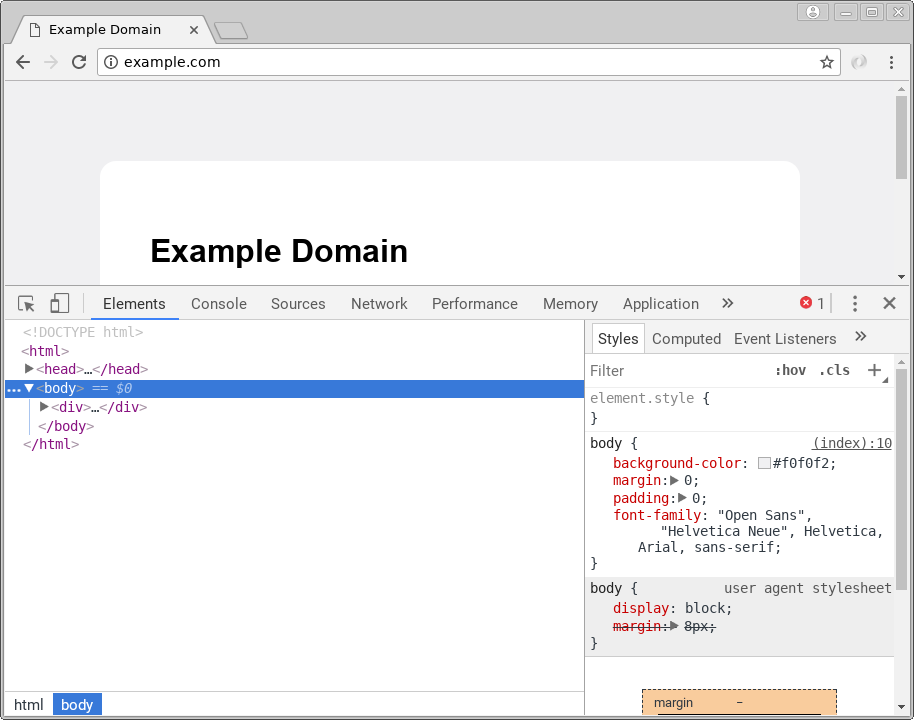 Example Domain
example.com
Example Domain
Elements Console Sources Network Performance Memory Application » 1
<!DOCTYPE html>
<html>
<head>…</head>
<body> == $0
<div>…</div>
</body>
</html>
html body
Styles Computed Event Listeners »
Filter :hov .cls +
element.style {
}
body { (index):10
background-color: #f0f0f2;
margin: 0;
padding: 0;
font-family: "Open Sans",
"Helvetica Neue", Helvetica,
Arial, sans-serif;
}
body { user agent stylesheet
display: block;
margin: 8px;
}
margin –